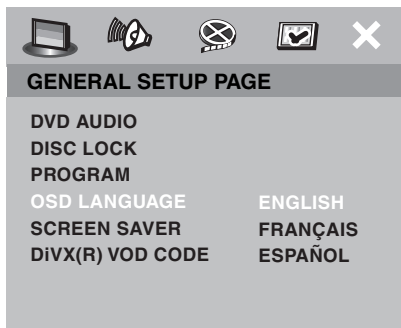 GENERAL SETUP PAGE
DVD AUDIO
DISC LOCK
PROGRAM
OSD LANGUAGE ENGLISH
SCREEN SAVER FRANÇAIS
DiVX(R) VOD CODE ESPAÑOL